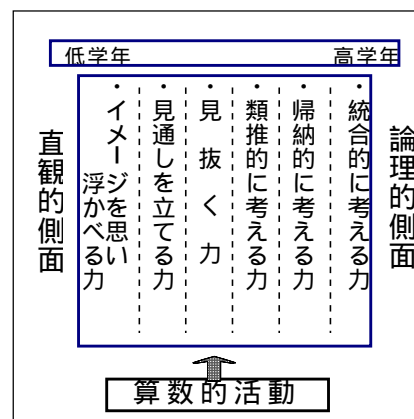 低学年
高学年
直観的側面
・イメージを思い
浮かべる力
・見通しを立てる力
・見抜く力
・類推的に考える力
・帰納的に考える力
・統合的に考える力
論理的側面
算数的活動